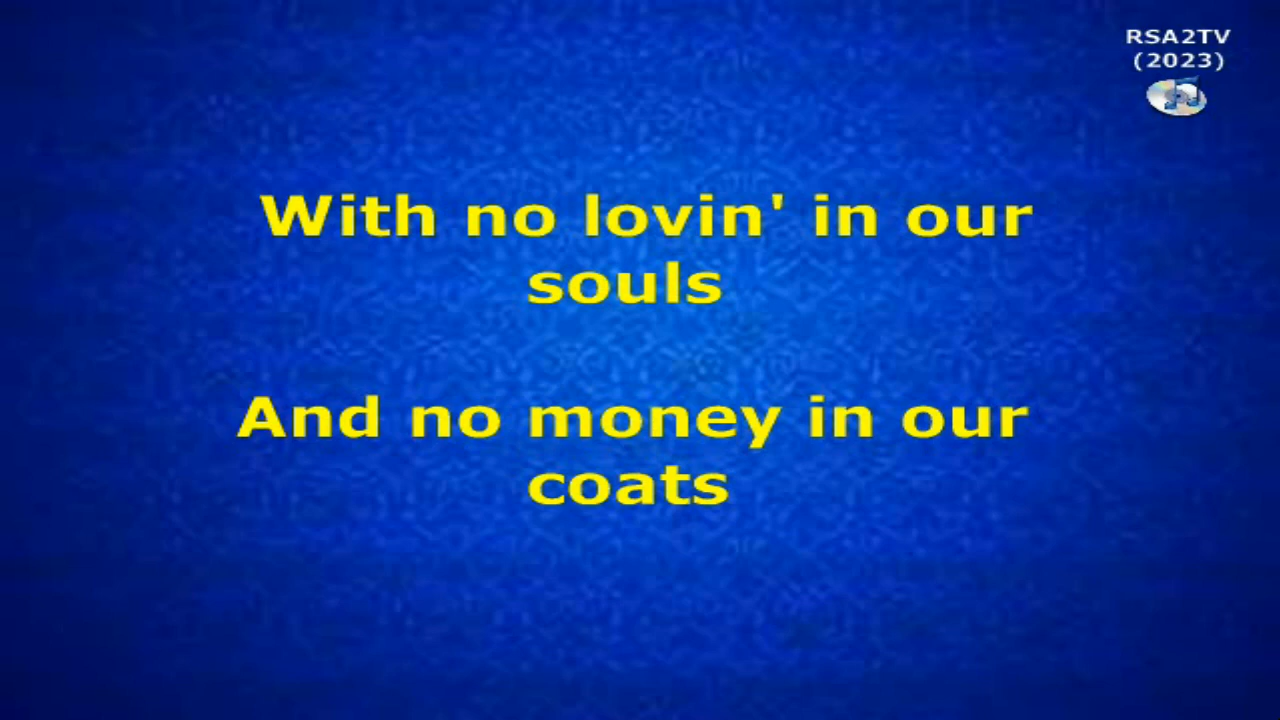 RSA2TV
(2023)
With no lovin' in our
souls
And no money in our
coats